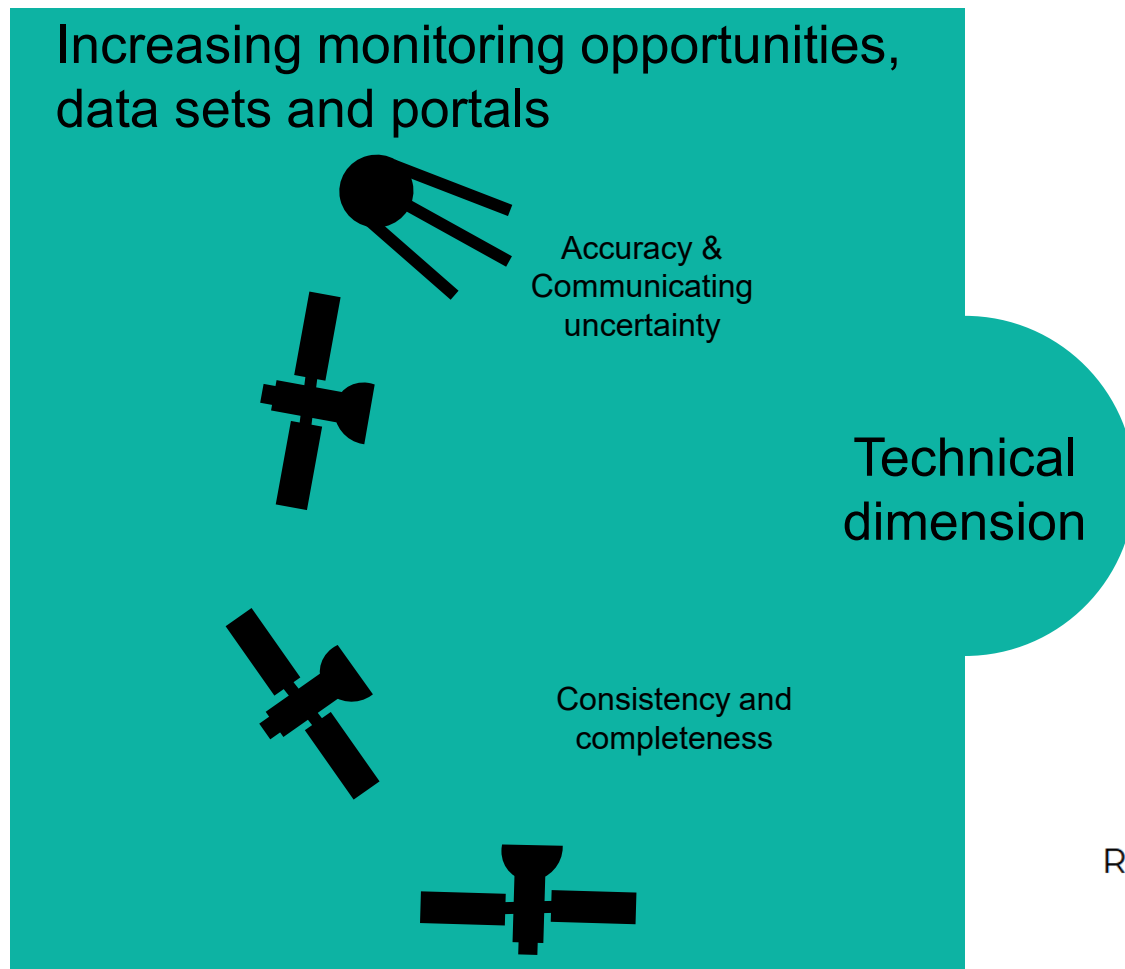 Increasing monitoring opportunities,
data sets and portals
Accuracy &
Communicating
uncertainty
Technical
dimension
Consistency and
completeness
R